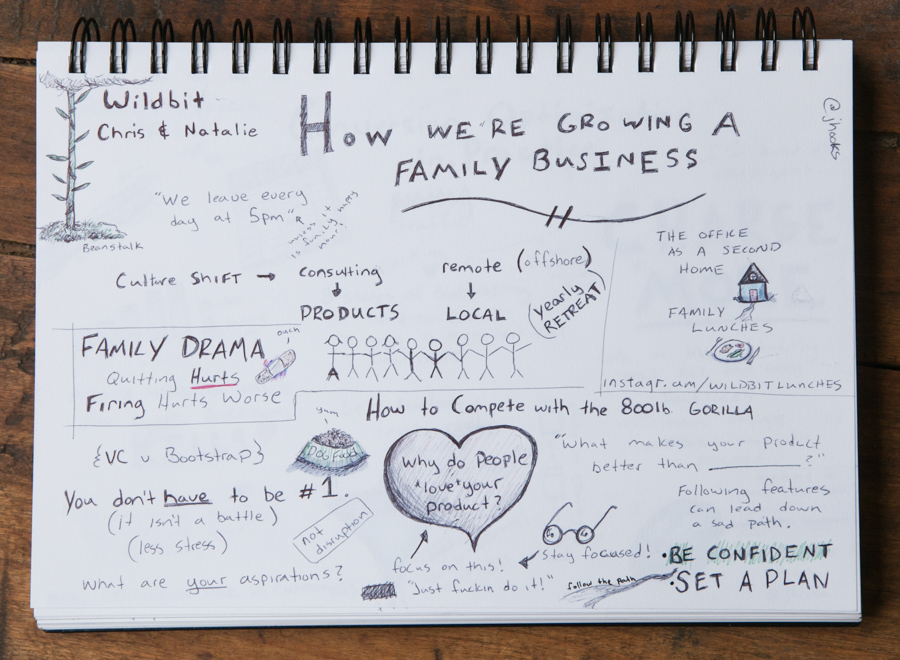 Wildbit
Chris & Natalie
HOW WE'RE GROWING A
FAMILY BUSINESS
@jhooks
"We leave every
day at 5pm"
unless it
is family happy
hour!
Beanstalk
Culture SHIFT → consulting
PRODUCTS
remote (offshore)
LOCAL
(yearly
RETREAT)
THE OFFICE
AS A SECOND
HOME
FAMILY
LUNCHES
instagr.am/WILDBITLUNCHES
FAMILY DRAMA
ouch
Quitting Hurts
Firing Hurts Worse
How to Compete with the 800lb GORILLA
{VC v Bootstrap}
yum
DOG Food
You don't have to be #1.
(it isn't a battle)
(less stress)
not
disruption
what are your aspirations?
why do people
*love* your
product?
focus on this!
"Just fuckin do it!"
Stay focused!
follow the path
"What makes your product
better than ________?"
Following features
can lead down
a sad path.
• BE CONFIDENT
• SET A PLAN